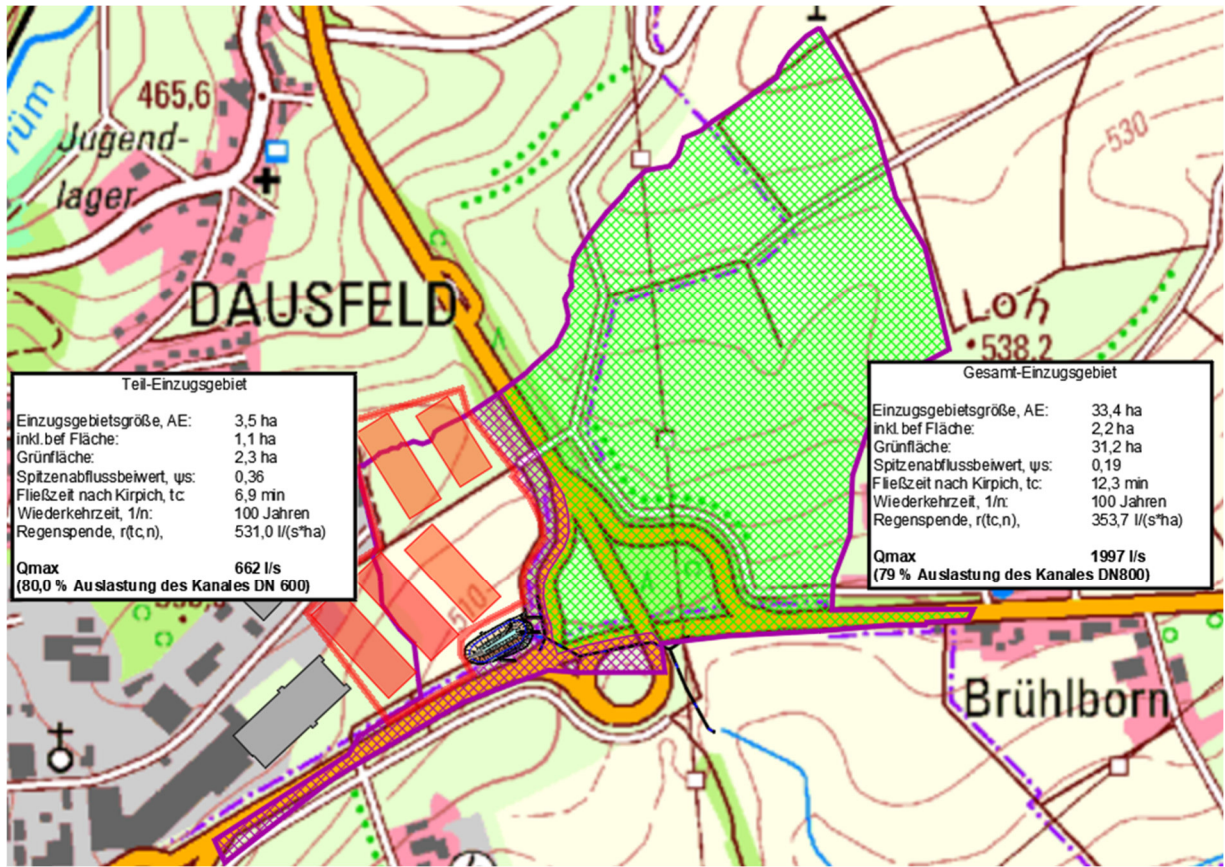 465,6
rüm
Jugend-
lager
530
DAUSFELD
Loh
538,2
Teil-Einzugsgebiet
Einzugsgebietsgröße, AE: 3,5 ha
inkl.bef Fläche: 1,1 ha
Grünfläche: 2,3 ha
Spitzenabflussbeiwert, ψs: 0,36
Fließzeit nach Kirpich, tc: 6,9 min
Wiederkehrzeit, 1/n: 100 Jahren
Regenspende, r(tc,n), 531,0 l/(s*ha)
Qmax 662 l/s
(80,0 % Auslastung des Kanales DN 600)
Gesamt-Einzugsgebiet
Einzugsgebietsgröße, AE: 33,4 ha
inkl.bef Fläche: 2,2 ha
Grünfläche: 31,2 ha
Spitzenabflussbeiwert, ψs: 0,19
Fließzeit nach Kirpich, tc: 12,3 min
Wiederkehrzeit, 1/n: 100 Jahren
Regenspende, r(tc,n), 353,7 l/(s*ha)
Qmax 1997 l/s
(79 % Auslastung des Kanales DN800)
510
Brühlborn